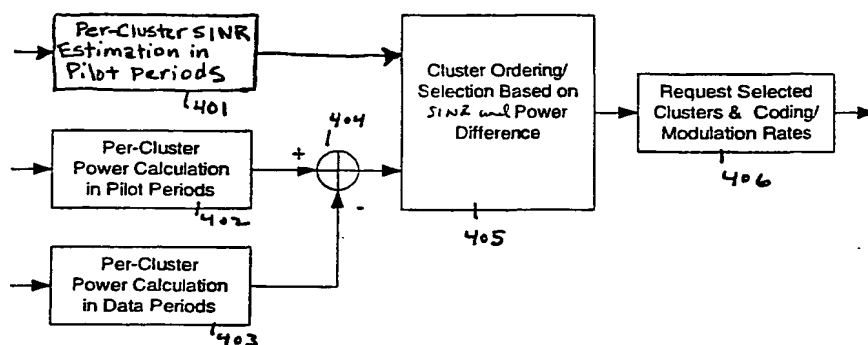 Per-Cluster SINR
Estimation in
Pilot Periods
401
Per-Cluster
Power Calculation
in Pilot Periods
402
Per-Cluster
Power Calculation
in Data Periods
403
404
+
-
Cluster Ordering/
Selection Based on
SINR and Power
Difference
405
Request Selected
Clusters & Coding/
Modulation Rates
406